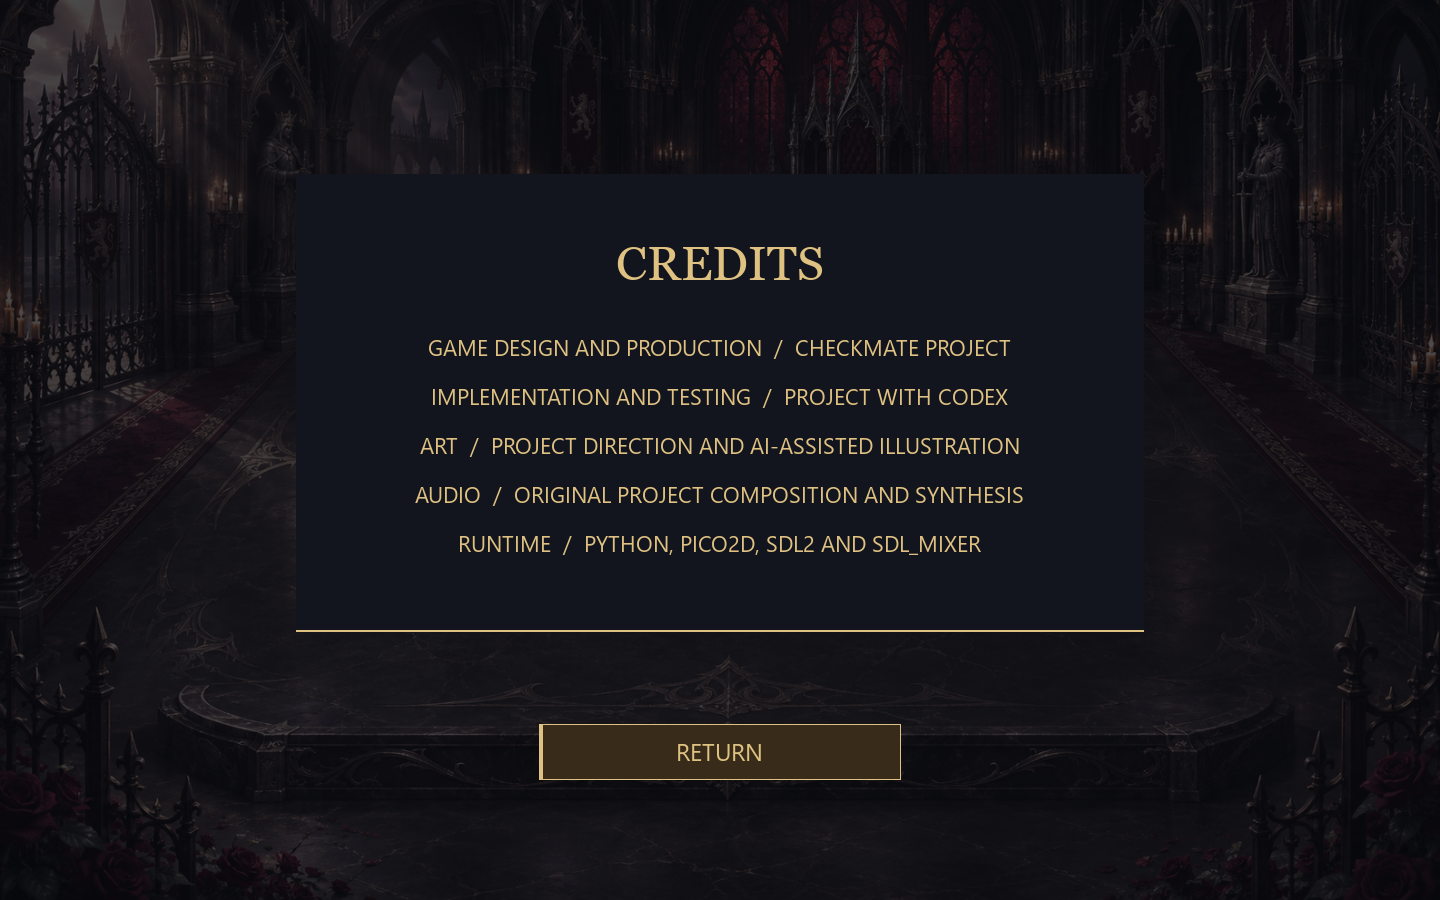 CREDITS
GAME DESIGN AND PRODUCTION / CHECKMATE PROJECT
IMPLEMENTATION AND TESTING / PROJECT WITH CODEX
ART / PROJECT DIRECTION AND AI-ASSISTED ILLUSTRATION
AUDIO / ORIGINAL PROJECT COMPOSITION AND SYNTHESIS
RUNTIME / PYTHON, PICO2D, SDL2 AND SDL_MIXER
RETURN